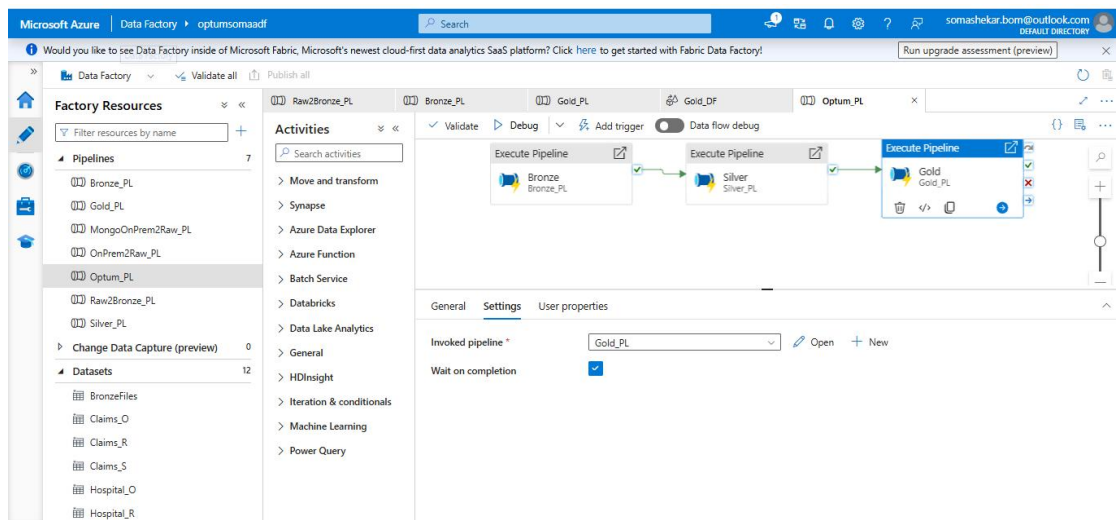 Microsoft Azure | Data Factory ▸ optumsomaadf
Search
somashekar.bom@outlook.com
DEFAULT DIRECTORY
Would you like to see Data Factory inside of Microsoft Fabric, Microsoft's newest cloud-first data analytics SaaS platform? Click here to get started with Fabric Data Factory!
Run upgrade assessment (preview)
Data Factory
Validate all
Publish all
Factory Resources
Filter resources by name
Pipelines 7
Bronze_PL
Gold_PL
MongoOnPrem2Raw_PL
OnPrem2Raw_PL
Optum_PL
Raw2Bronze_PL
Silver_PL
Change Data Capture (preview) 0
Datasets 12
BronzeFiles
Claims_O
Claims_R
Claims_S
Hospital_O
Hospital_R
Raw2Bronze_PL
Bronze_PL
Gold_PL
Gold_DF
Optum_PL
Activities
Search activities
Move and transform
Synapse
Azure Data Explorer
Azure Function
Batch Service
Databricks
Data Lake Analytics
General
HDInsight
Iteration & conditionals
Machine Learning
Power Query
Validate
Debug
Add trigger
Data flow debug
Execute Pipeline
Bronze
Bronze_PL
Execute Pipeline
Silver
Silver_PL
Execute Pipeline
Gold
Gold_PL
General
Settings
User properties
Invoked pipeline *
Gold_PL
Open
New
Wait on completion